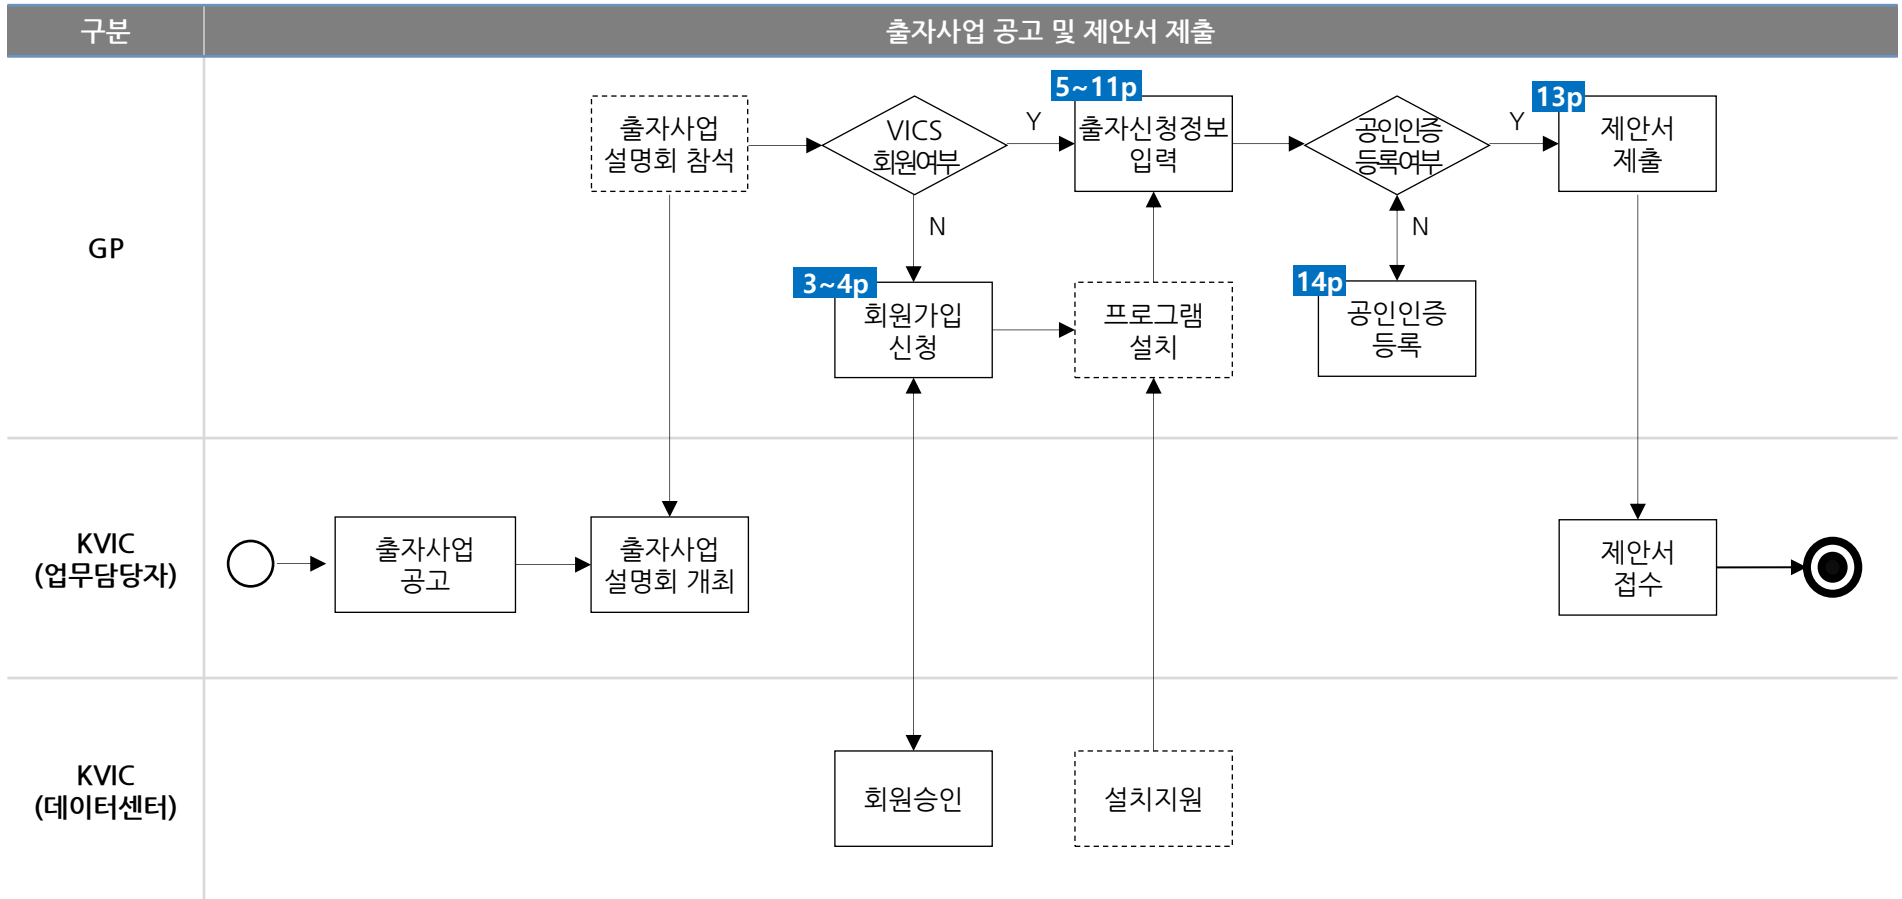 구분
출자사업 공고 및 제안서 제출
GP
출자사업
설명회 참석
VICS
회원여부
Y
N
5~11p
출자신청정보
입력
공인인증
등록여부
Y
N
13p
제안서
제출
3~4p
회원가입
신청
프로그램
설치
14p
공인인증
등록
KVIC
(업무담당자)
출자사업
공고
출자사업
설명회 개최
제안서
접수
KVIC
(데이터센터)
회원승인
설치지원